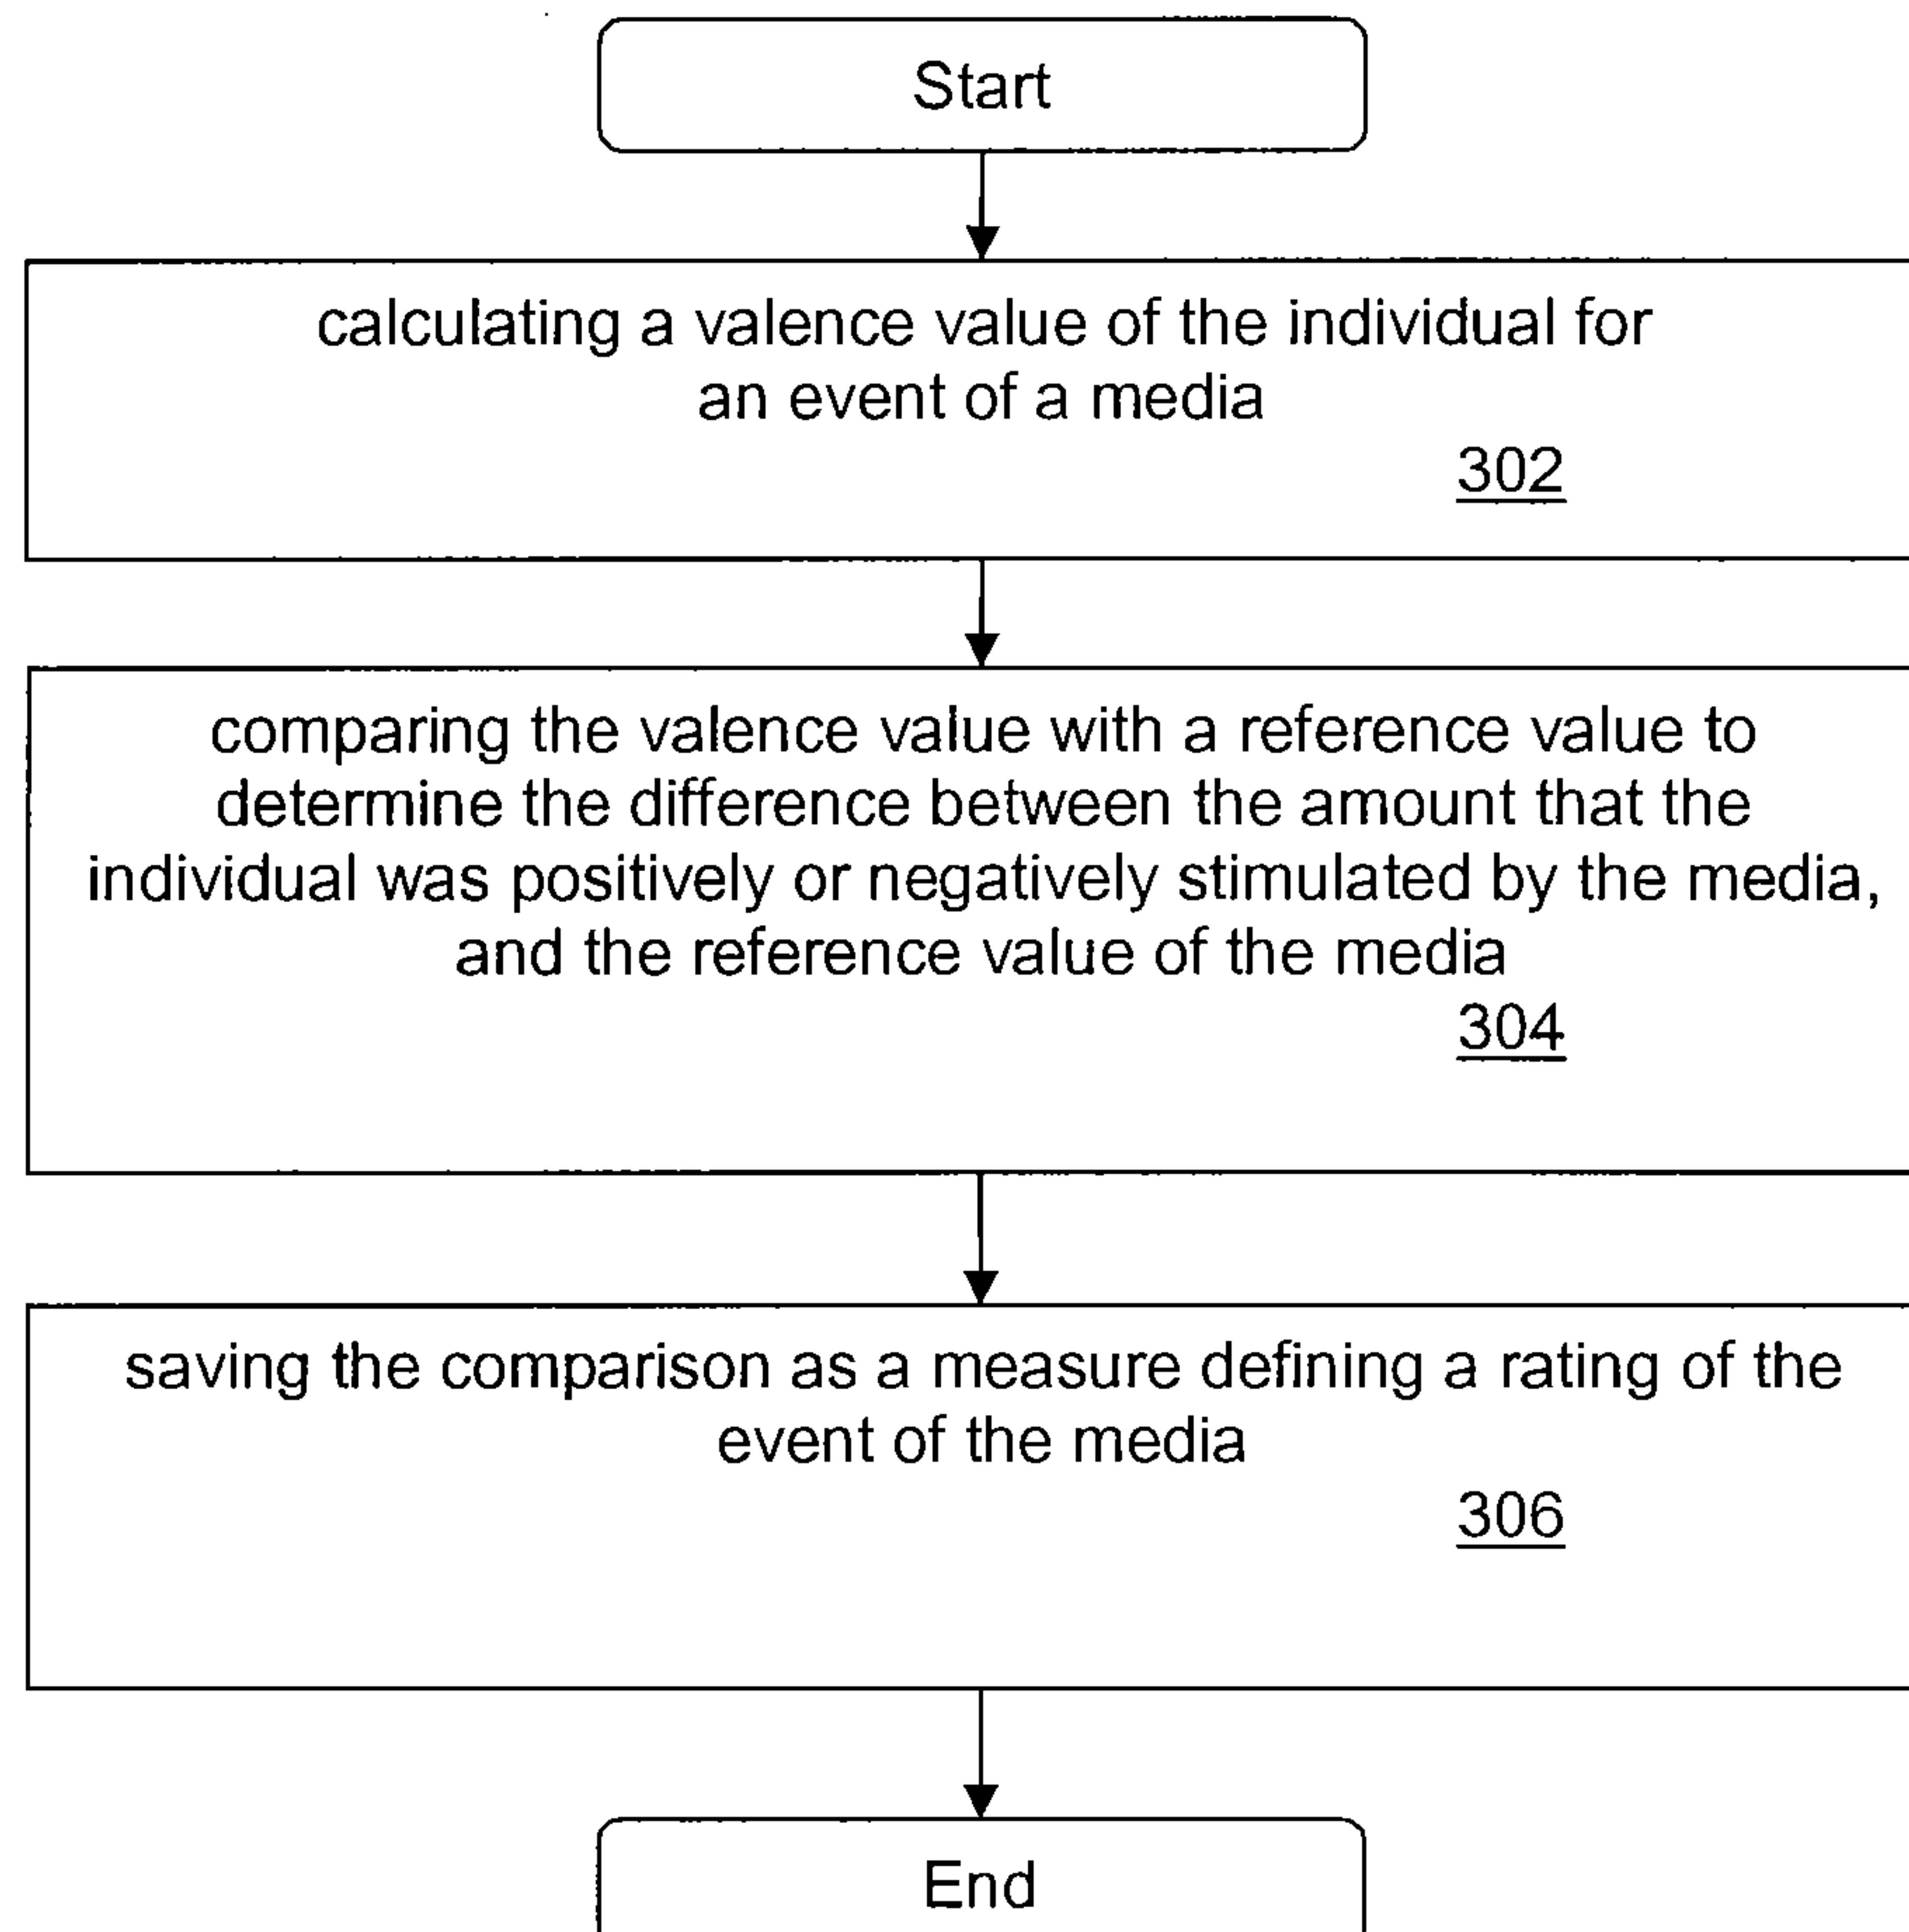 Start
calculating a valence value of the individual for
an event of a media
302
comparing the valence value with a reference value to
determine the difference between the amount that the
individual was positively or negatively stimulated by the media,
and the reference value of the media
304
saving the comparison as a measure defining a rating of the
event of the media
306
End